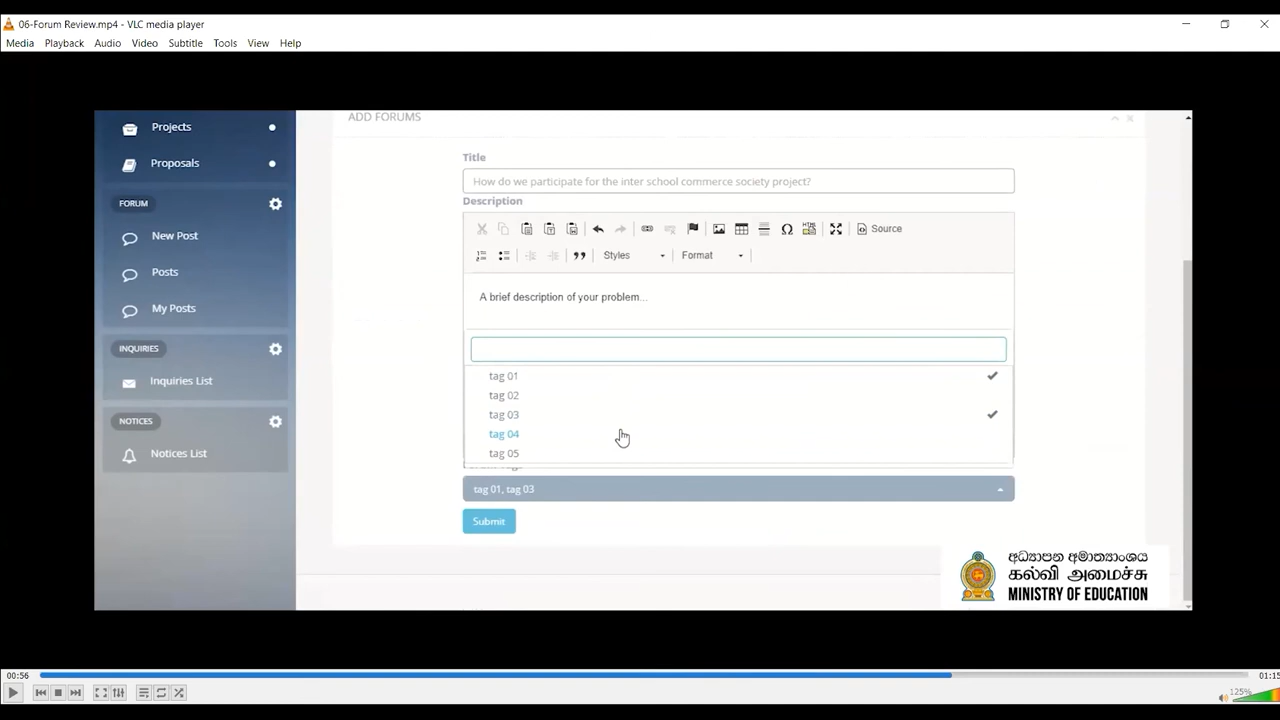 06-Forum Review.mp4 - VLC media player
Media Playback Audio Video Subtitle Tools View Help
Projects
Proposals
FORUM
New Post
Posts
My Posts
INQUIRIES
Inquiries List
NOTICES
Notices List
ADD FORUMS
Title
How do we participate for the inter school commerce society project?
Description
Source
Styles
Format
A brief description of your problem...
tag 01
tag 02
tag 03
tag 04
tag 05
tag 01, tag 03
Submit
අධ්‍යාපන අමාත්‍යාංශය
கல்வி அமைச்சு
MINISTRY OF EDUCATION
00:56
01:15
125%